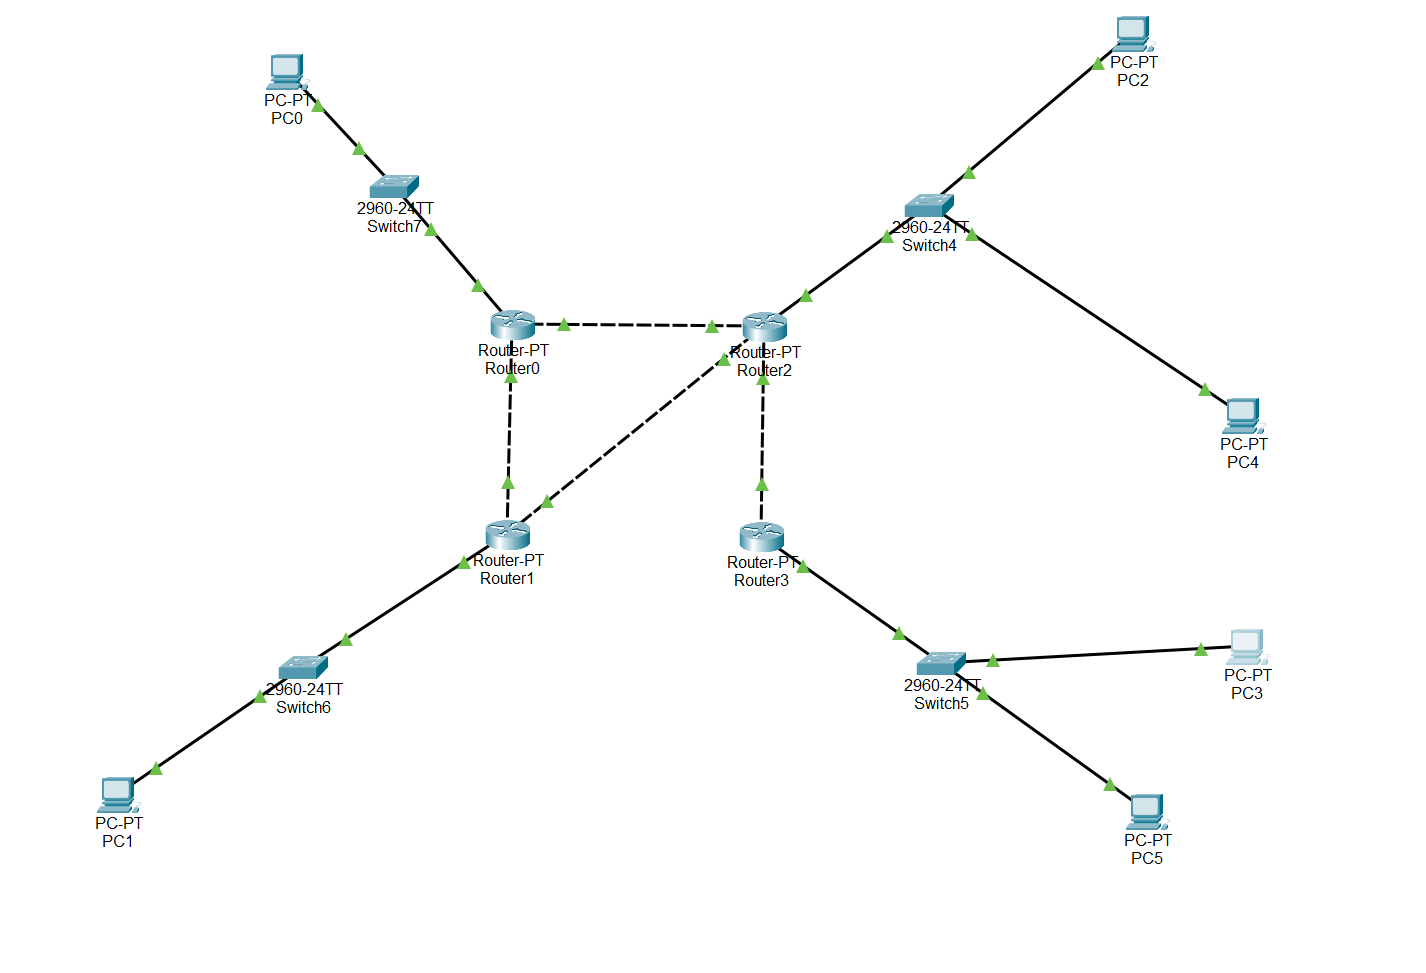 PC-PT
PC2
PC-PT
PC0
2960-24TT
Switch7
2960-24TT
Switch4
Router-PT
Router0
Router-PT
Router2
PC-PT
PC4
Router-PT
Router1
Router-PT
Router3
2960-24TT
Switch6
2960-24TT
Switch5
PC-PT
PC3
PC-PT
PC1
PC-PT
PC5